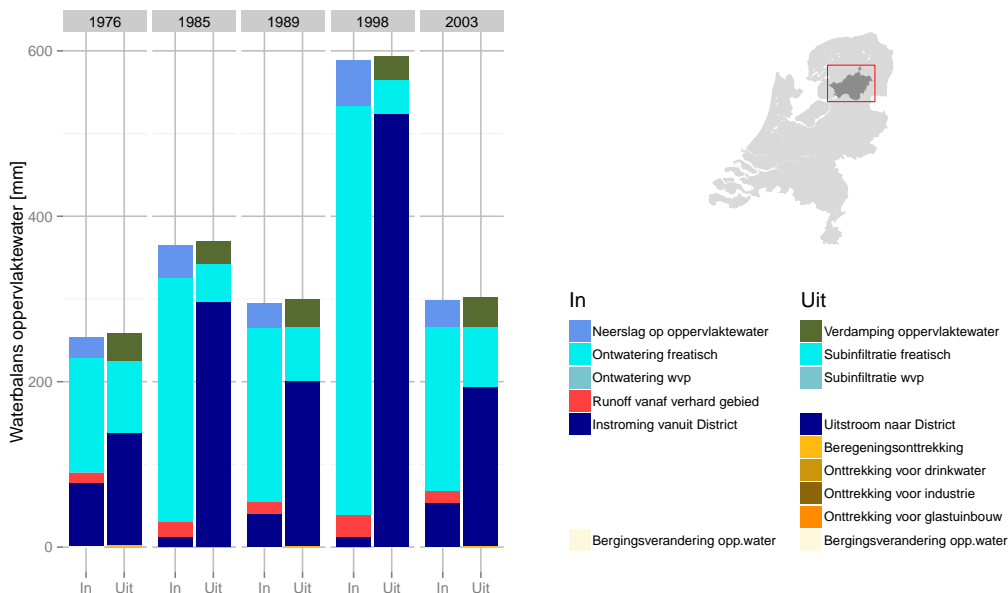 1976 1985 1989 1998 2003
Waterbalans oppervlaktewater [mm]
600
400
200
0
In Uit In Uit In Uit In Uit In Uit
In
Neerslag op oppervlaktewater
Ontwatering freatisch
Ontwatering wvp
Runoff vanaf verhard gebied
Instroming vanuit District
Bergingsverandering opp.water
Uit
Verdamping oppervlaktewater
Subinfiltratie freatisch
Subinfiltratie wvp
Uitstroom naar District
Beregeningsonttrekking
Onttrekking voor drinkwater
Onttrekking voor industrie
Onttrekking voor glastuinbouw
Bergingsverandering opp.water